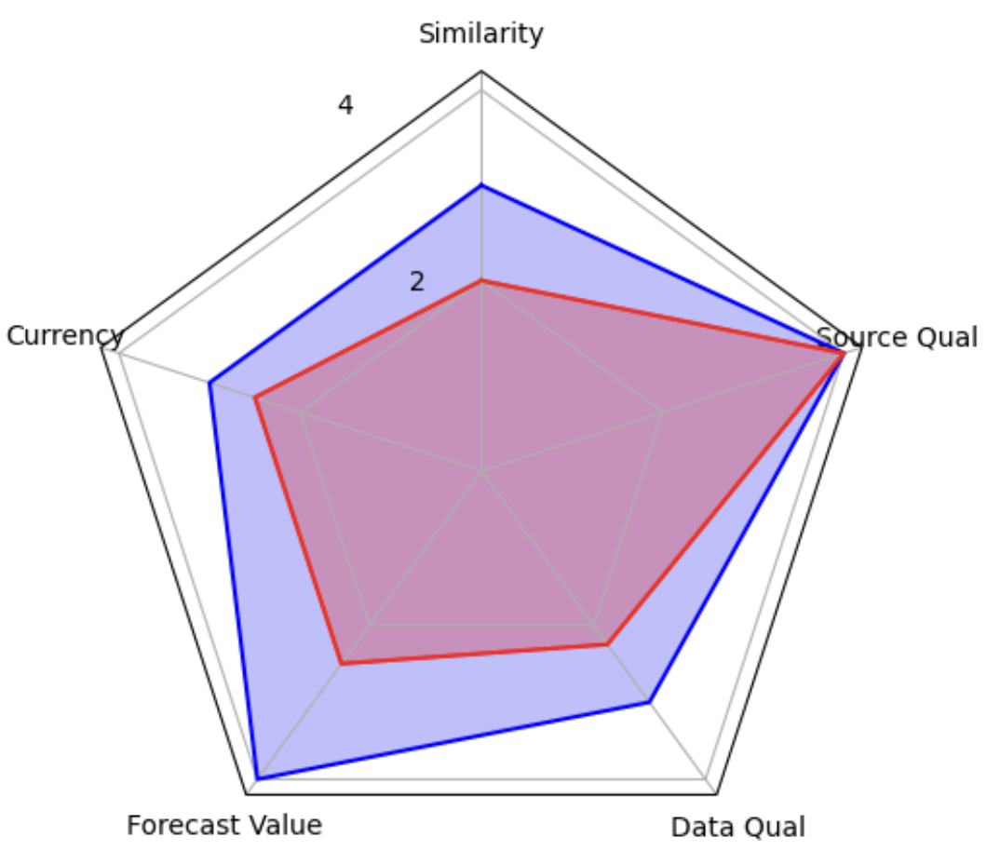 Similarity
4
2
Currency
Source Qual
Forecast Value
Data Qual